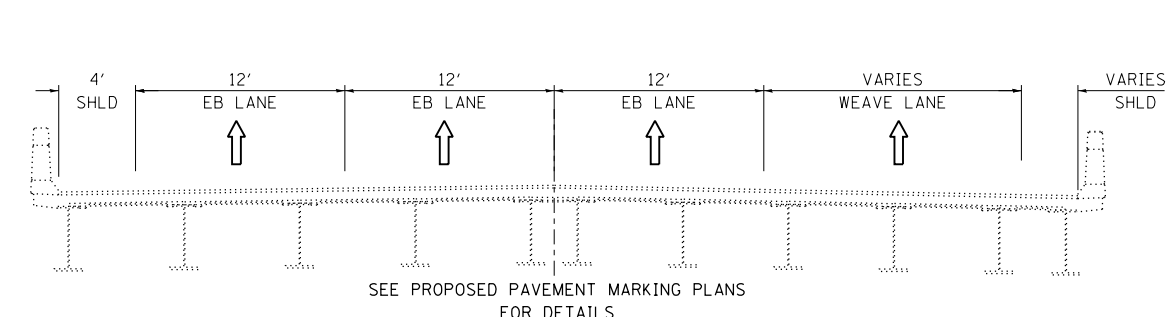 4' 12' 12' 12' VARIES VARIES
SHLD EB LANE EB LANE EB LANE WEAVE LANE SHLD
SEE PROPOSED PAVEMENT MARKING PLANS
FOR DETAILS